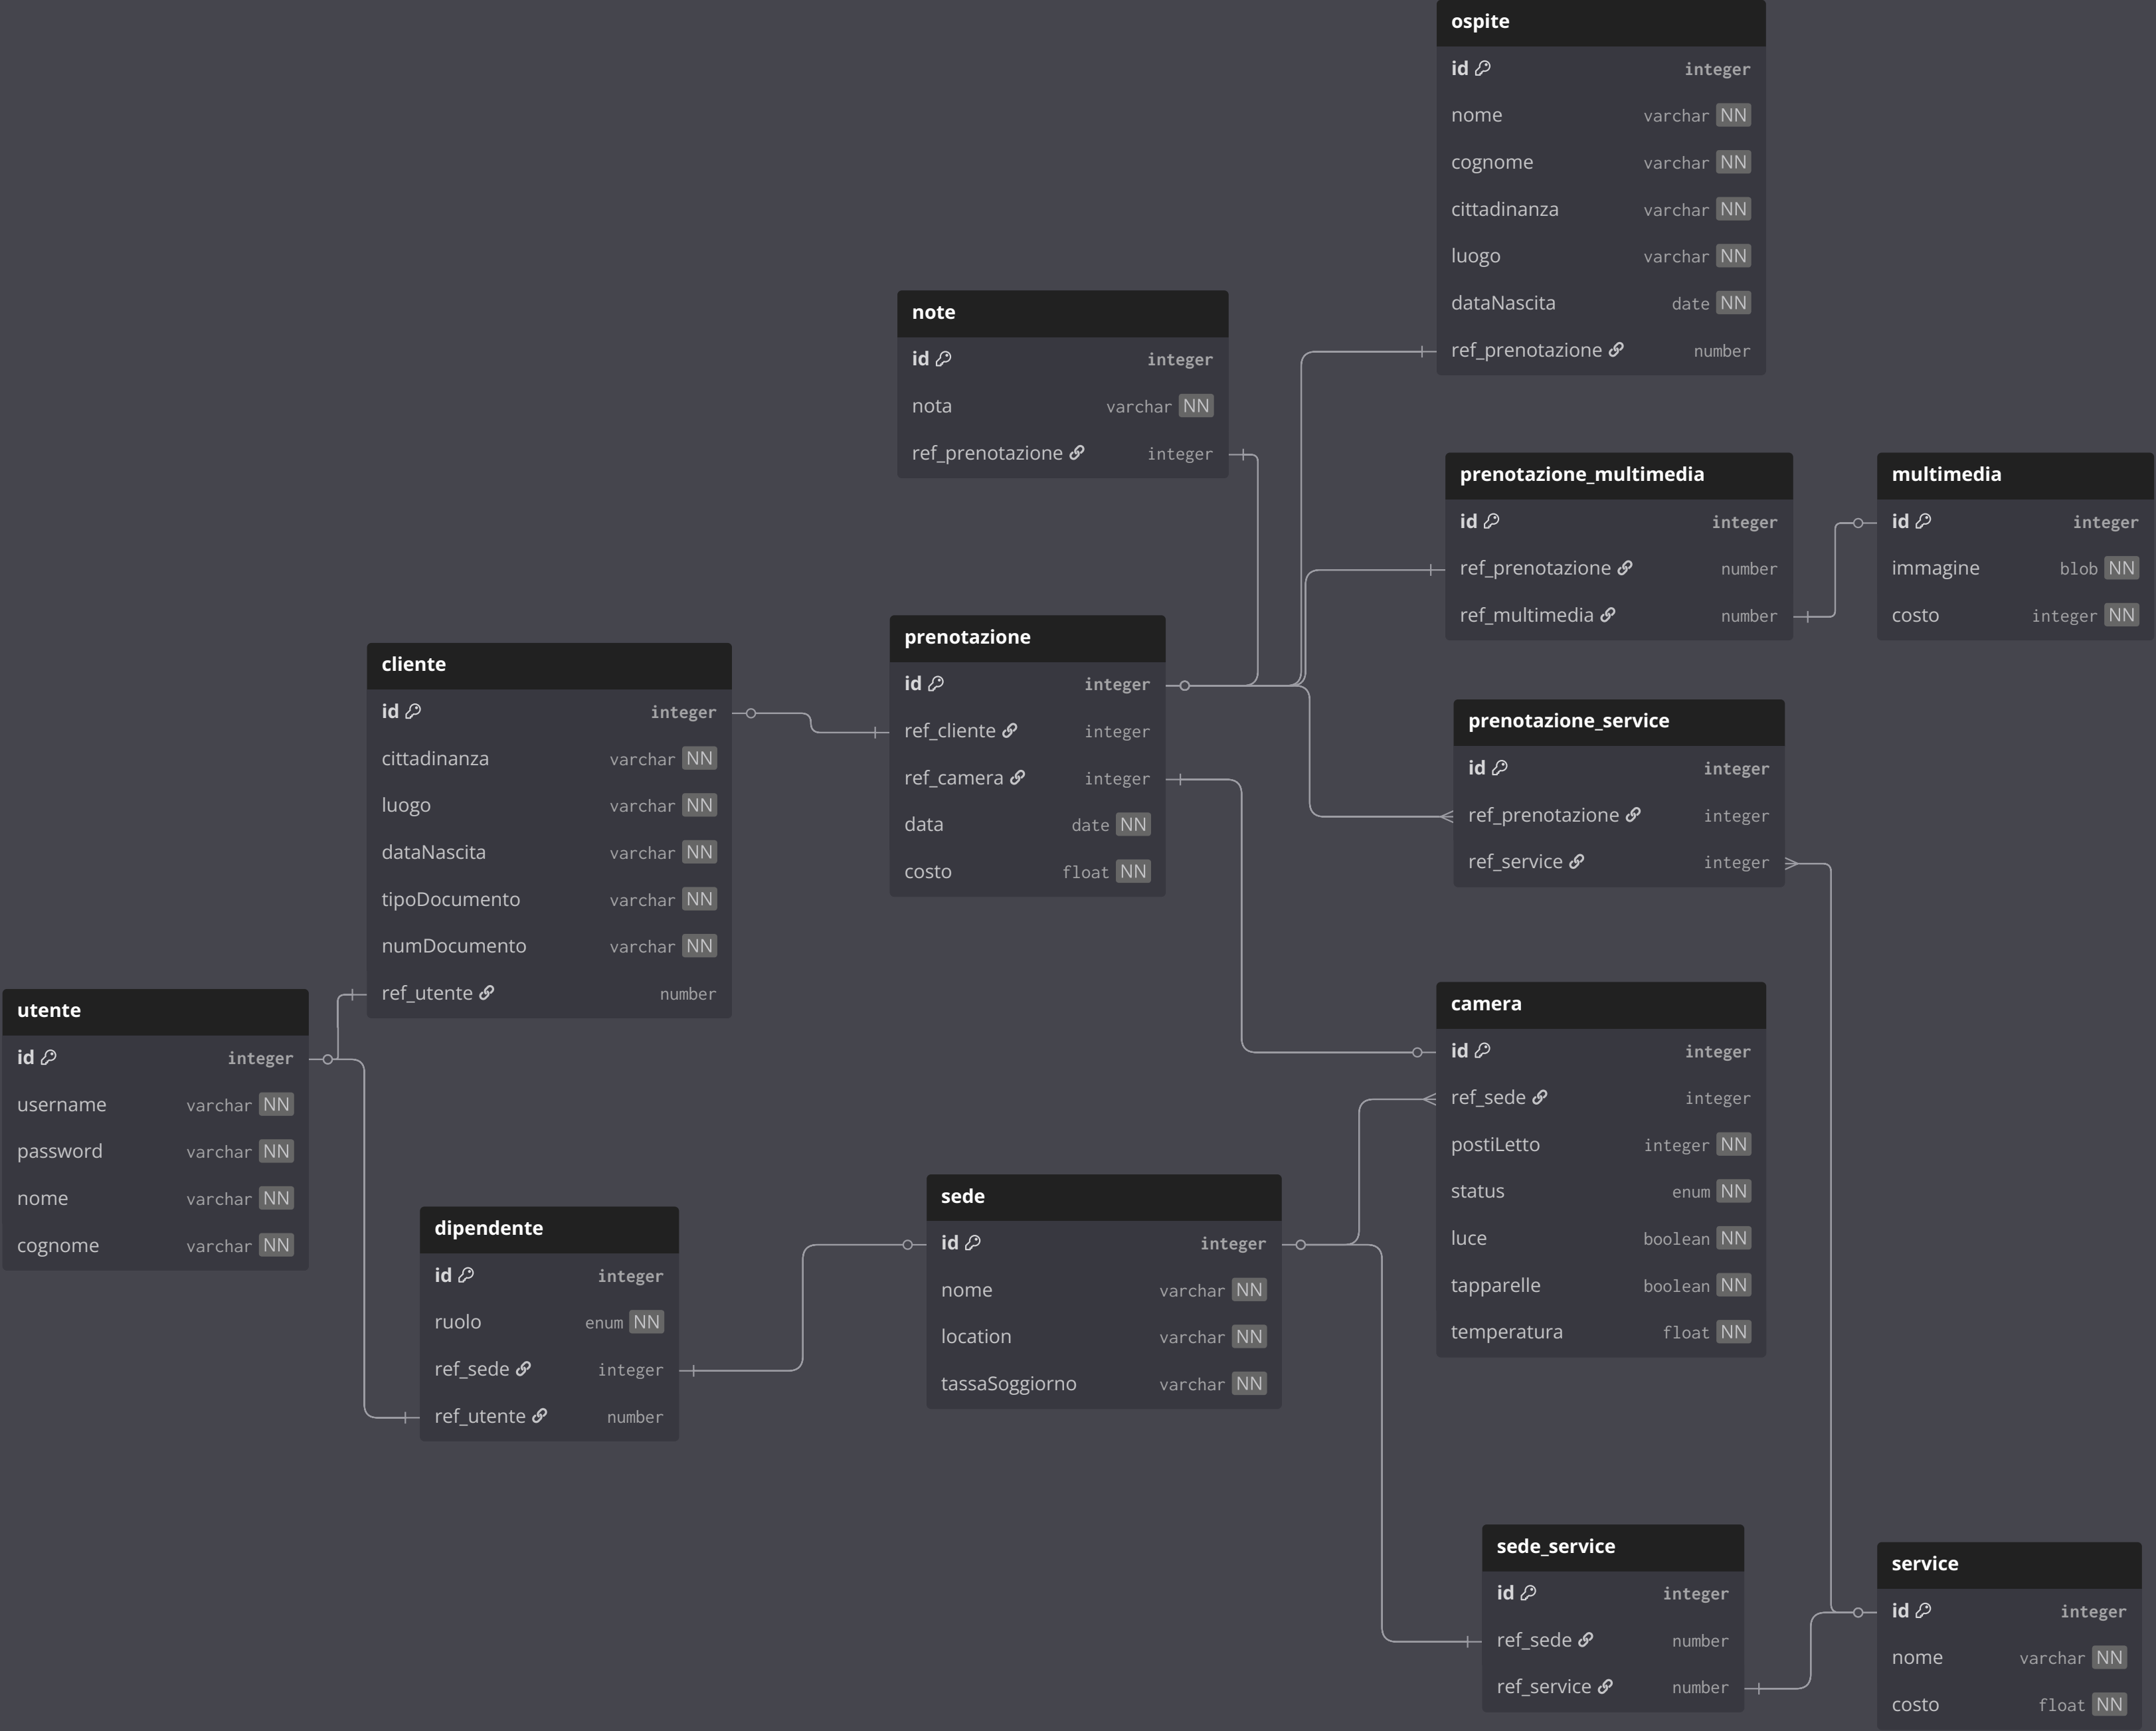 ospite
id integer
nome varchar NN
cognome varchar NN
cittadinanza varchar NN
luogo varchar NN
dataNascita date NN
ref_prenotazione number
note
id integer
nota varchar NN
ref_prenotazione integer
prenotazione_multimedia
id integer
ref_prenotazione number
ref_multimedia number
multimedia
id integer
immagine blob NN
costo integer NN
prenotazione
id integer
ref_cliente integer
ref_camera integer
data date NN
costo float NN
cliente
id integer
cittadinanza varchar NN
luogo varchar NN
dataNascita varchar NN
tipoDocumento varchar NN
numDocumento varchar NN
ref_utente number
prenotazione_service
id integer
ref_prenotazione integer
ref_service integer
utente
id integer
username varchar NN
password varchar NN
nome varchar NN
cognome varchar NN
camera
id integer
ref_sede integer
postiLetto integer NN
status enum NN
luce boolean NN
tapparelle boolean NN
temperatura float NN
dipendente
id integer
ruolo enum NN
ref_sede integer
ref_utente number
sede
id integer
nome varchar NN
location varchar NN
tassaSoggiorno varchar NN
sede_service
id integer
ref_sede number
ref_service number
service
id integer
nome varchar NN
costo float NN